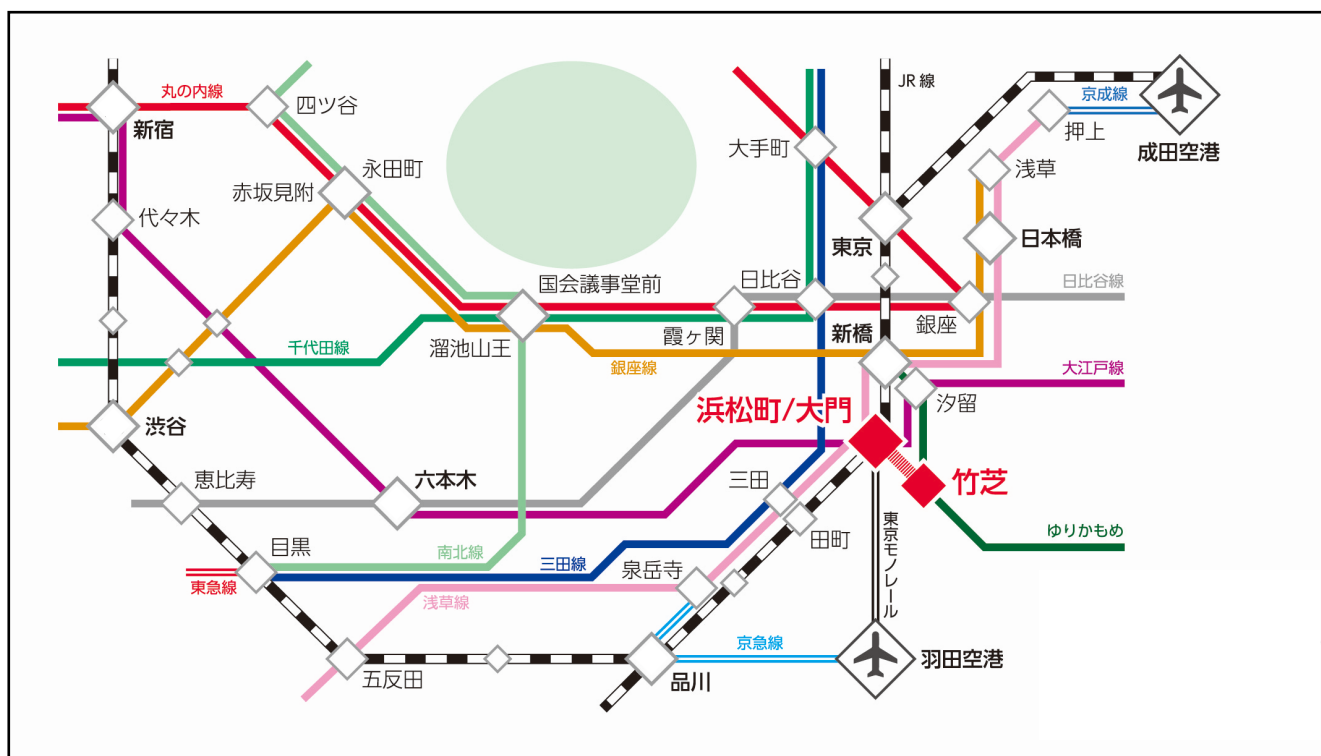 丸の内線
四ツ谷
新宿
JR線
京成線
押上
成田空港
大手町
永田町
赤坂見附
浅草
代々木
東京
日本橋
国会議事堂前
日比谷
日比谷線
銀座
霞ヶ関
新橋
千代田線
溜池山王
銀座線
大江戸線
汐留
浜松町/大門
渋谷
恵比寿
六本木
三田
竹芝
田町
東京モノレール
ゆりかもめ
目黒
南北線
三田線
泉岳寺
東急線
浅草線
京急線
羽田空港
五反田
品川